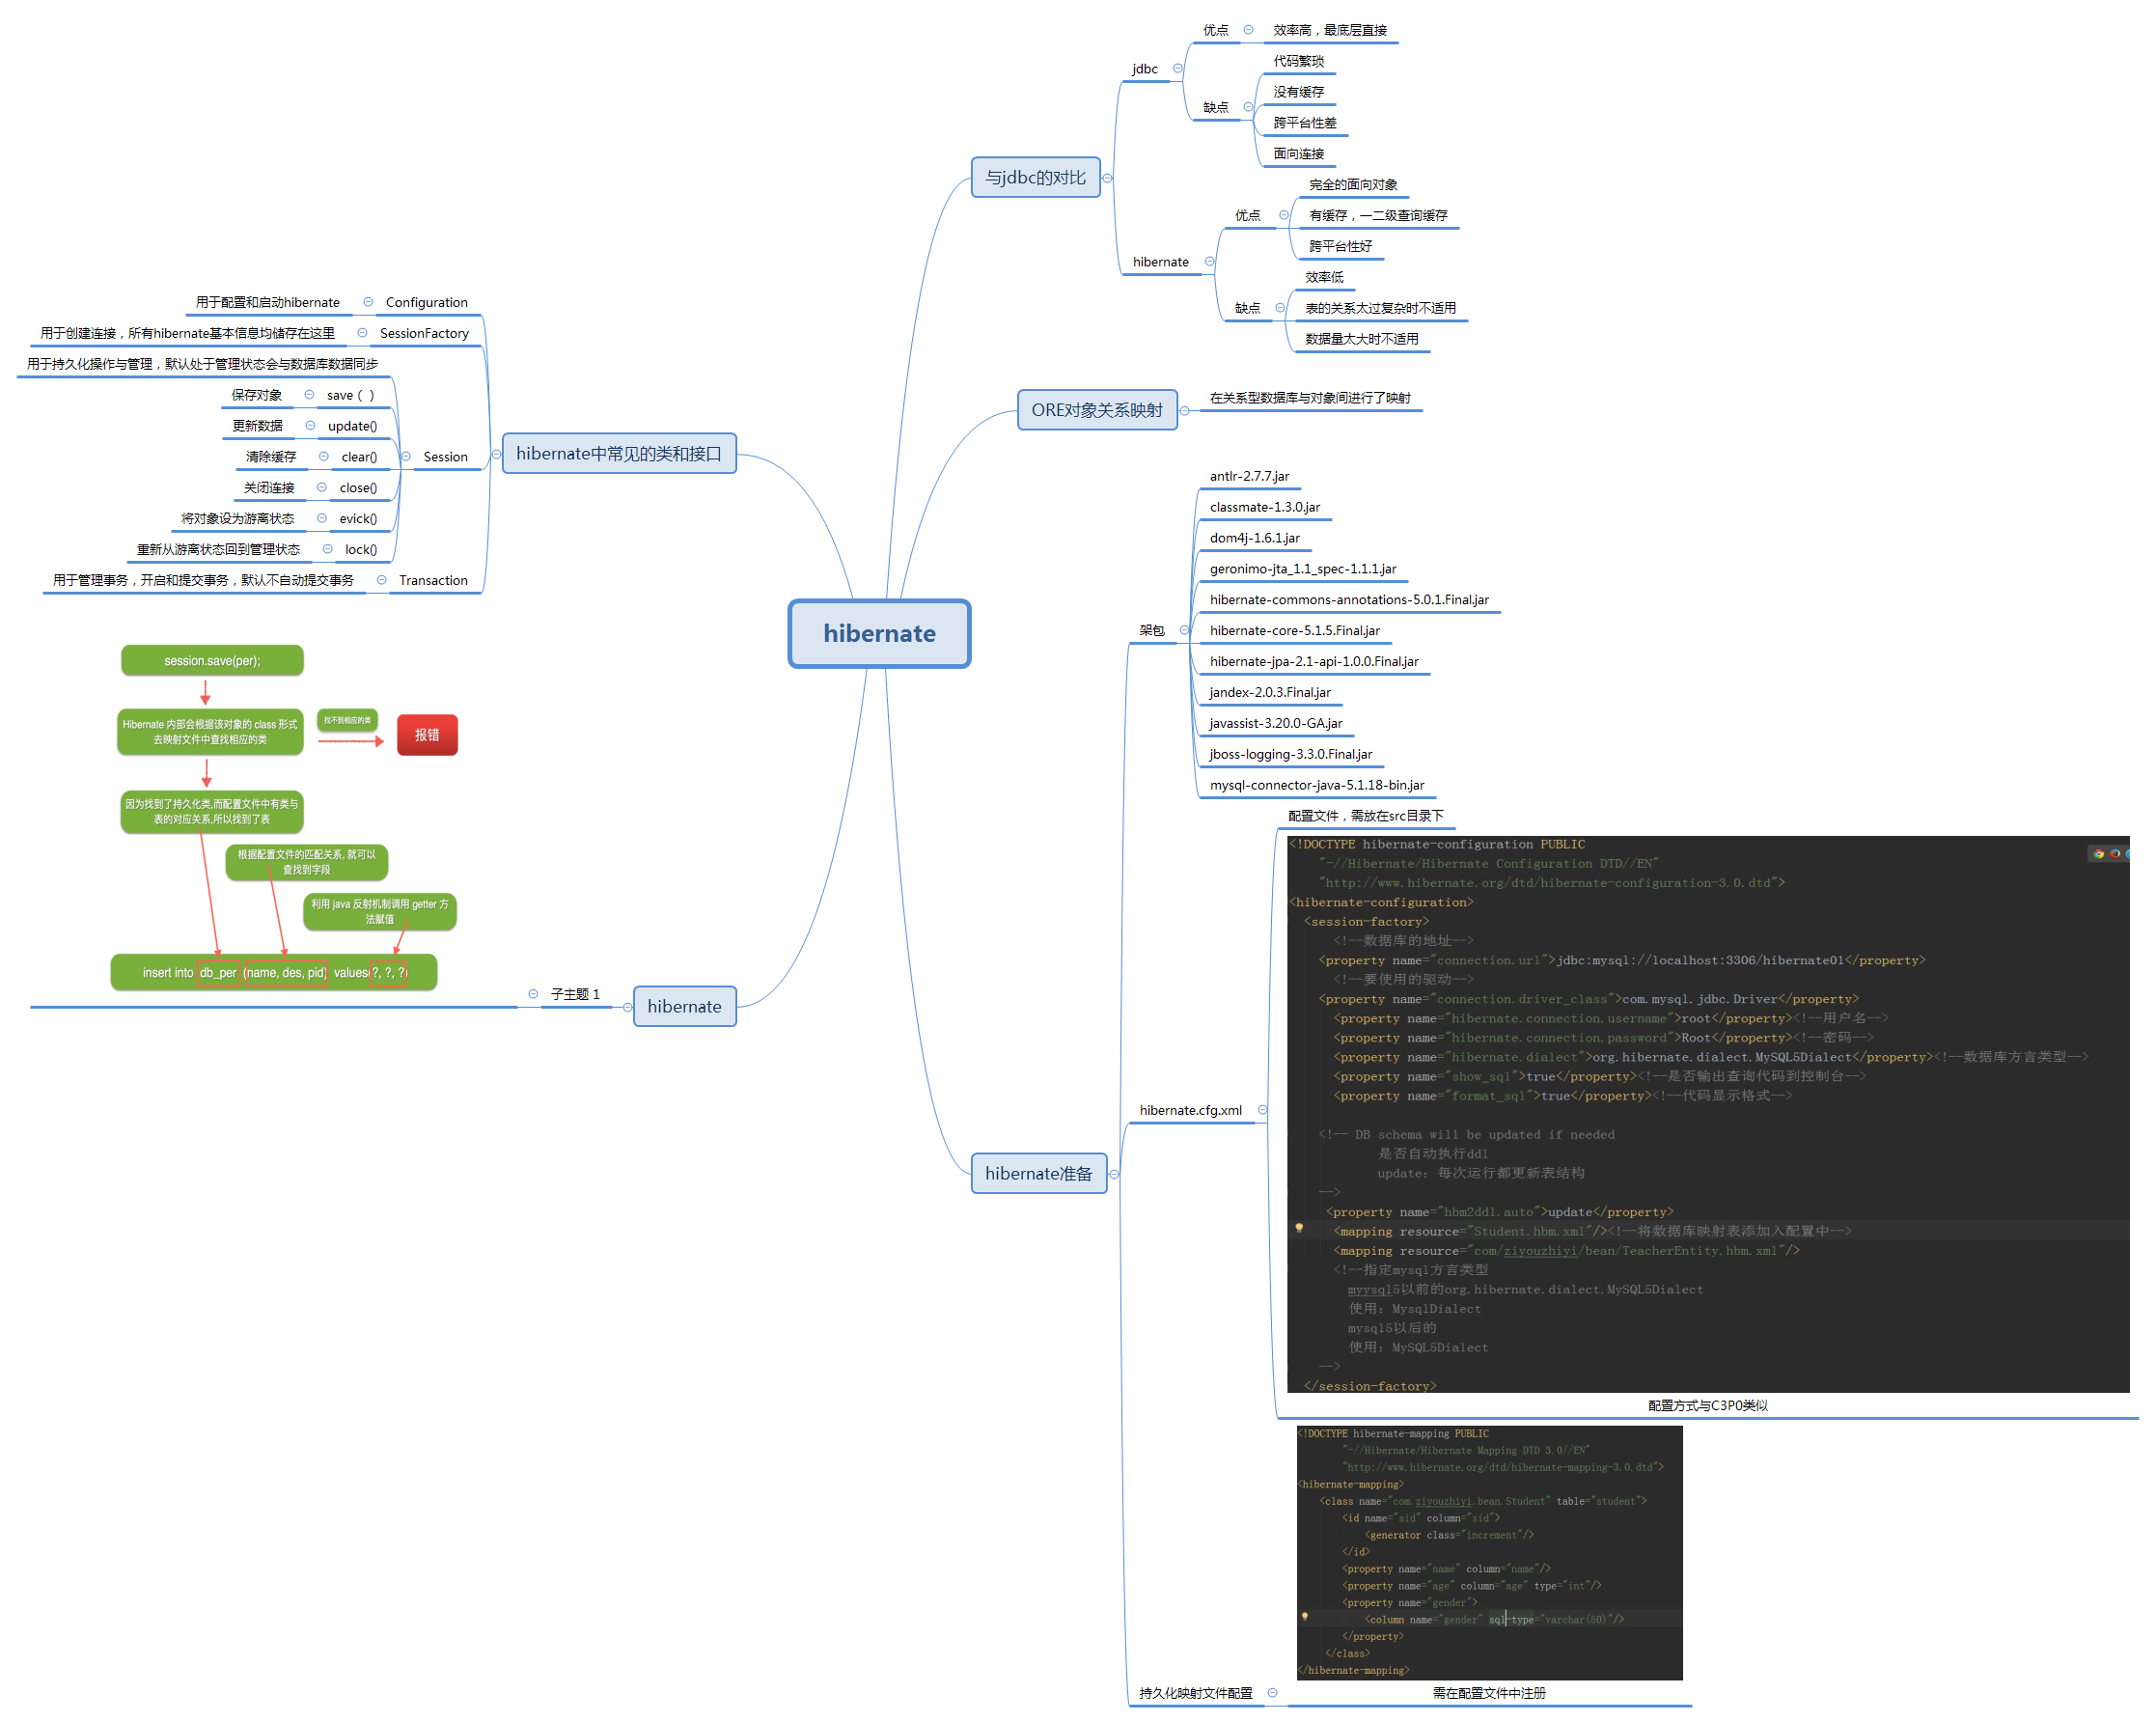 hibernate
与jdbc的对比
jdbc
优点
效率高，最底层直接
缺点
代码繁琐
没有缓存
跨平台性差
面向连接
hibernate
优点
完全的面向对象
有缓存，一二级查询缓存
跨平台性好
缺点
效率低
表的关系太过复杂时不适用
数据量太大时不适用
ORE对象关系映射
在关系型数据库与对象间进行了映射
hibernate准备
架包
antlr-2.7.7.jar
classmate-1.3.0.jar
dom4j-1.6.1.jar
geronimo-jta_1.1_spec-1.1.1.jar
hibernate-commons-annotations-5.0.1.Final.jar
hibernate-core-5.1.5.Final.jar
hibernate-jpa-2.1-api-1.0.0.Final.jar
jandex-2.0.3.Final.jar
javassist-3.20.0-GA.jar
jboss-logging-3.3.0.Final.jar
mysql-connector-java-5.1.18-bin.jar
hibernate.cfg.xml
配置文件，需放在src目录下
<!DOCTYPE hibernate-configuration PUBLIC
"-//Hibernate/Hibernate Configuration DTD//EN"
"http://www.hibernate.org/dtd/hibernate-configuration-3.0.dtd">
<hibernate-configuration>
<session-factory>
<!--数据库的地址-->
<property name="connection.url">jdbc:mysql://localhost:3306/hibernate01</property>
<!--要使用的驱动-->
<property name="connection.driver_class">com.mysql.jdbc.Driver</property>
<property name="hibernate.connection.username">root</property><!--用户名-->
<property name="hibernate.connection.password">Root</property><!--密码-->
<property name="hibernate.dialect">org.hibernate.dialect.MySQL5Dialect</property><!--数据库方言类型-->
<property name="show_sql">true</property><!--是否输出查询代码到控制台-->
<property name="format_sql">true</property><!--代码显示格式-->
<!-- DB schema will be updated if needed
是否自动执行ddl
update：每次运行都更新表结构
-->
<property name="hbm2ddl.auto">update</property>
<mapping resource="Student.hbm.xml"/><!--将数据库映射表添加入配置中-->
<mapping resource="com/ziyouzhiyi/bean/TeacherEntity.hbm.xml"/>
<!--指定mysql方言类型
myysql5以前的org.hibernate.dialect.MySQL5Dialect
使用：MysqlDialect
mysql5以后的
使用：MySQL5Dialect
-->
</session-factory>
配置方式与C3P0类似
持久化映射文件配置
<!DOCTYPE hibernate-mapping PUBLIC
"-//Hibernate/Hibernate Mapping DTD 3.0//EN"
"http://www.hibernate.org/dtd/hibernate-mapping-3.0.dtd">
<hibernate-mapping>
<class name="com.ziyouzhiyi.bean.Student" table="student">
<id name="sid" column="sid">
<generator class="increment"/>
</id>
<property name="name" column="name"/>
<property name="age" column="age" type="int"/>
<property name="gender">
<column name="gender" sql-type="varchar(50)"/>
</property>
</class>
</hibernate-mapping>
需在配置文件中注册
hibernate中常见的类和接口
Configuration
用于配置和启动hibernate
SessionFactory
用于创建连接，所有hibernate基本信息均储存在这里
Session
用于持久化操作与管理，默认处于管理状态会与数据库数据同步
save（ ）
保存对象
update()
更新数据
clear()
清除缓存
close()
关闭连接
evick()
将对象设为游离状态
lock()
重新从游离状态回到管理状态
Transaction
用于管理事务，开启和提交事务，默认不自动提交事务
hibernate
子主题 1
session.save(per);
Hibernate 内部会根据该对象的 class 形式
去映射文件中查找相应的类
找不到相应的类
报错
因为找到了持久化类,而配置文件中有类与
表的对应关系,所以找到了表
根据配置文件的匹配关系, 就可以
查找到字段
利用 java 反射机制调用 getter 方
法赋值
insert into db_per (name, des, pid) values(?, ?, ?)